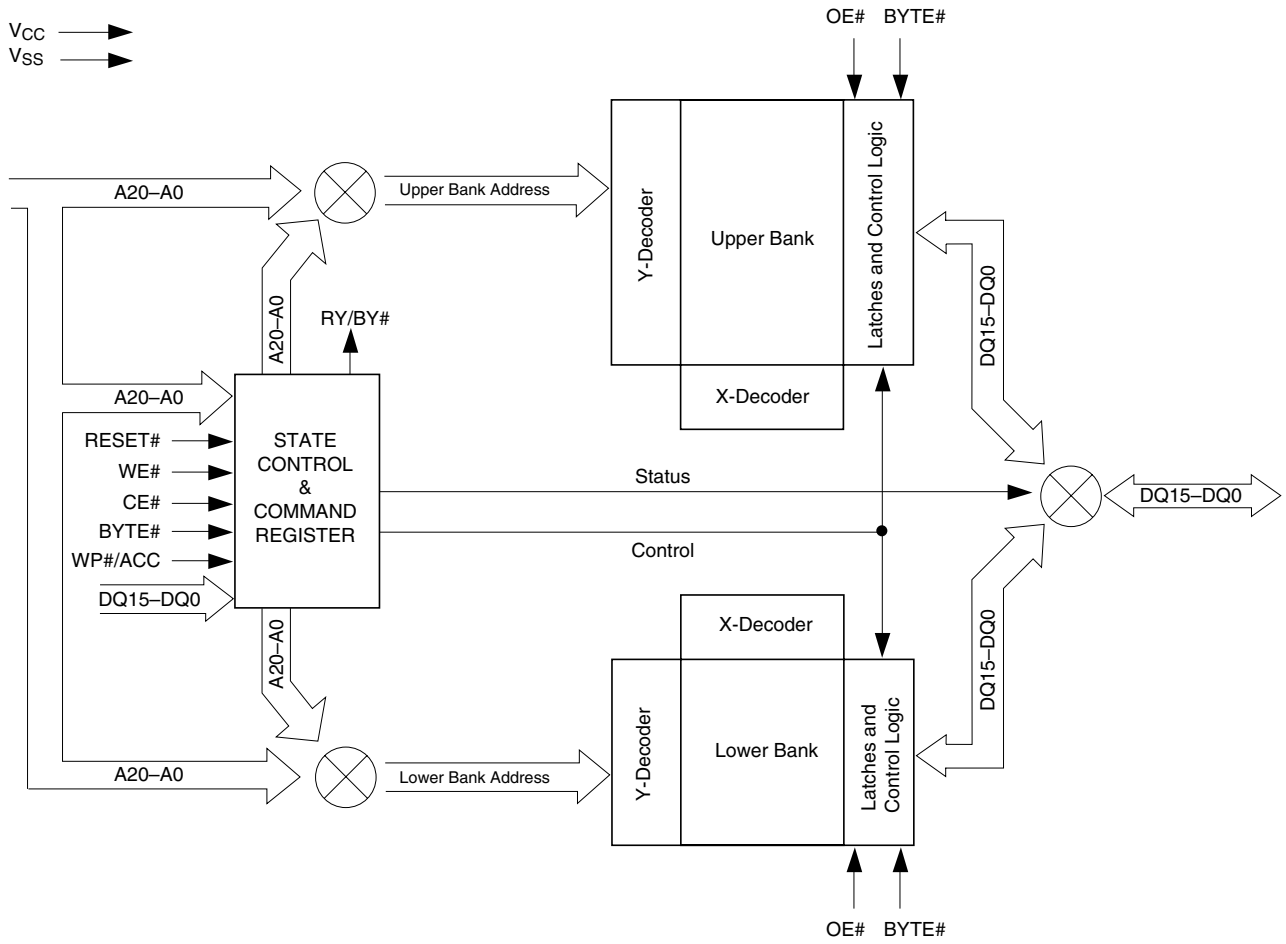 OE# BYTE#
VCC
VSS
A20–A0
Upper Bank Address
Y-Decoder
Upper Bank
Latches and Control Logic
X-Decoder
DQ15–DQ0
A20–A0
RY/BY#
A20–A0
RESET#
WE#
CE#
BYTE#
WP#/ACC
DQ15–DQ0
STATE
CONTROL
&
COMMAND
REGISTER
Status
Control
DQ15–DQ0
A20–A0
X-Decoder
Y-Decoder
Lower Bank
Latches and
Control Logic
DQ15–DQ0
A20–A0
Lower Bank Address
OE# BYTE#